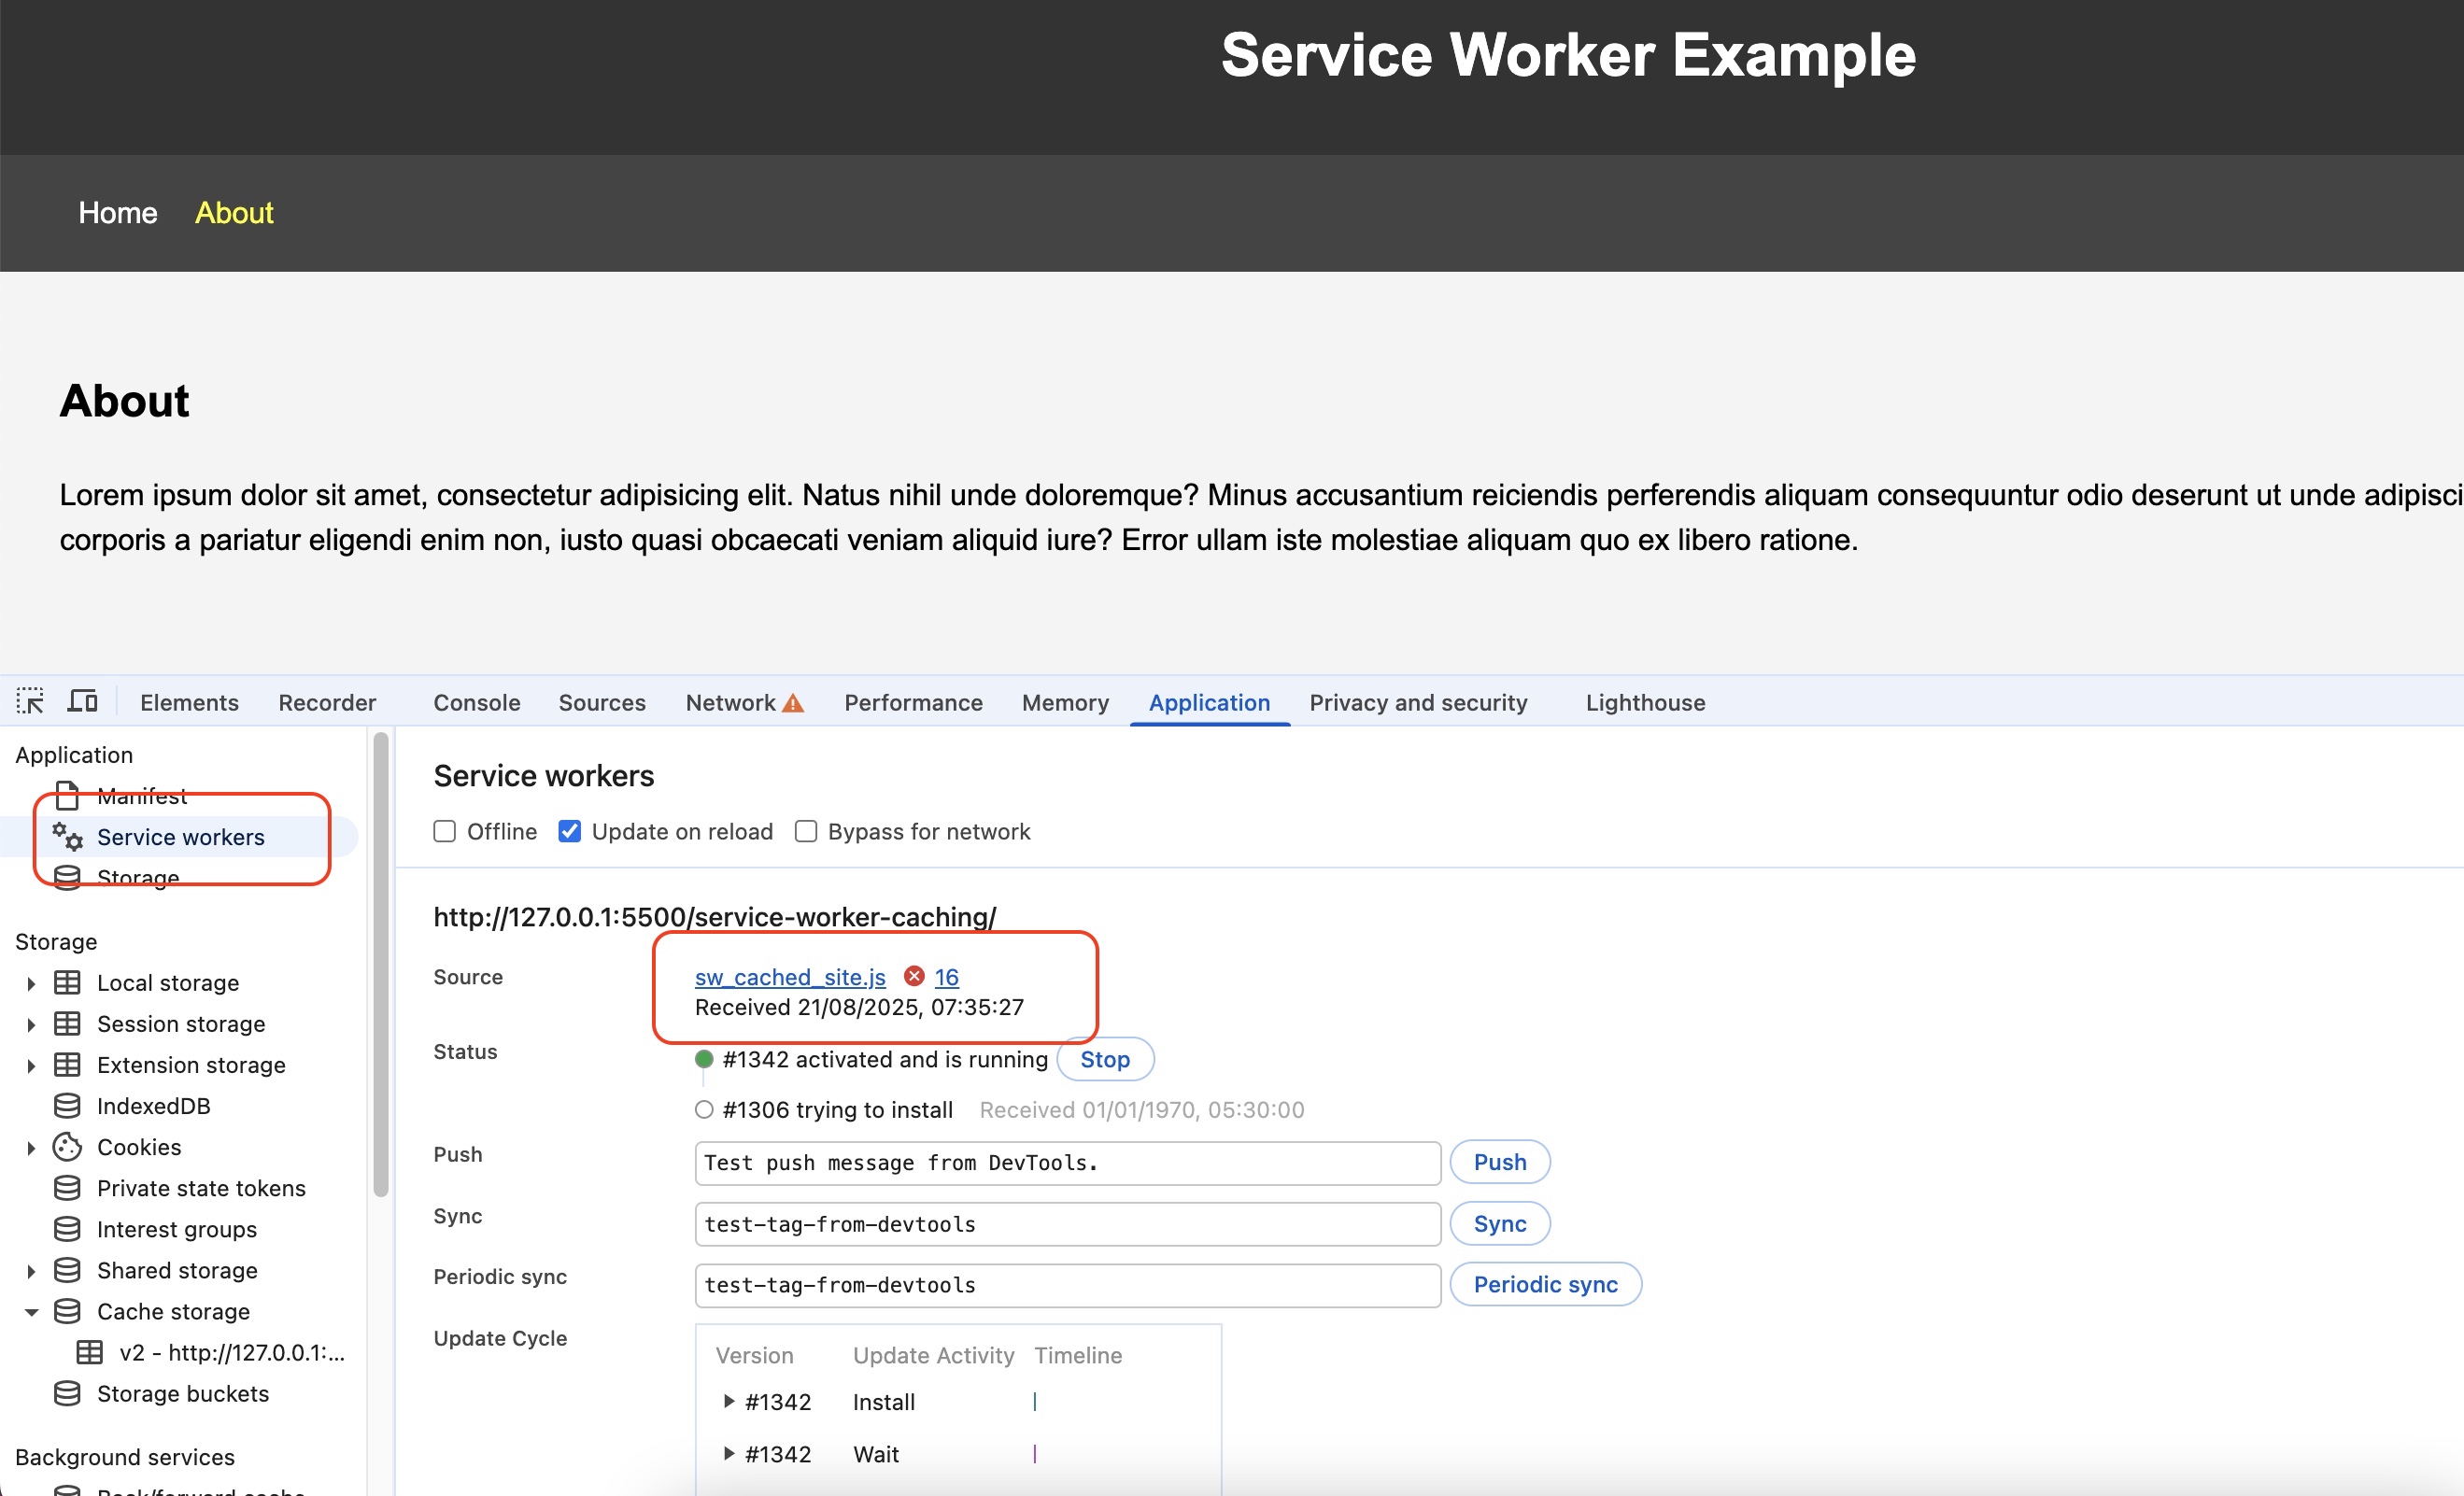 Service Worker Example
Home About
About
Lorem ipsum dolor sit amet, consectetur adipisicing elit. Natus nihil unde doloremque? Minus accusantium reiciendis perferendis aliquam consequuntur odio deserunt ut unde adipisci
corporis a pariatur eligendi enim non, iusto quasi obcaecati veniam aliquid iure? Error ullam iste molestiae aliquam quo ex libero ratione.
Elements Recorder Console Sources Network Performance Memory Application Privacy and security Lighthouse
Application
Manifest
Service workers
Storage
Storage
Local storage
Session storage
Extension storage
IndexedDB
Cookies
Private state tokens
Interest groups
Shared storage
Cache storage
v2 - http://127.0.0.1:...
Storage buckets
Background services
Back/forward cache
Service workers
Offline Update on reload Bypass for network
http://127.0.0.1:5500/service-worker-caching/
Source sw_cached_site.js 16
Received 21/08/2025, 07:35:27
Status #1342 activated and is running Stop
#1306 trying to install Received 01/01/1970, 05:30:00
Push Test push message from DevTools. Push
Sync test-tag-from-devtools Sync
Periodic sync test-tag-from-devtools Periodic sync
Update Cycle Version Update Activity Timeline
#1342 Install
#1342 Wait